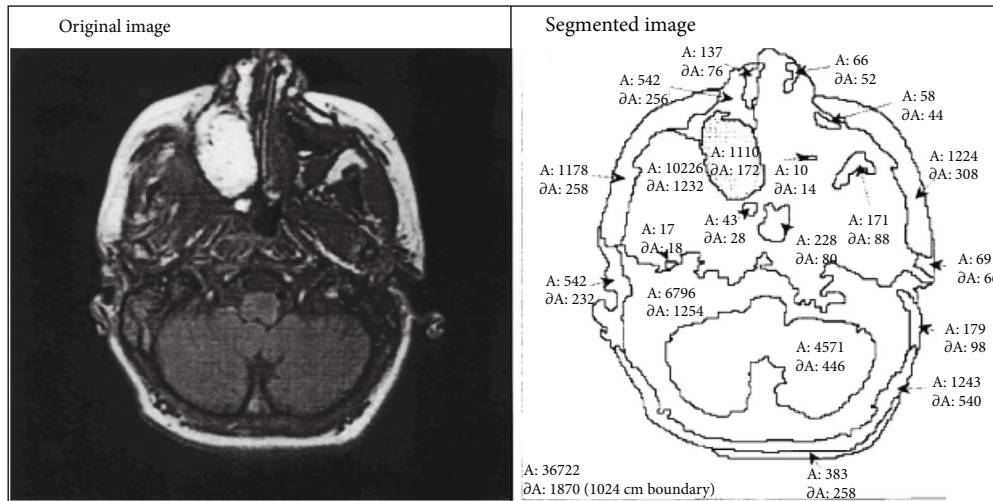 Original image
Segmented image
A: 137
∂A: 76
A: 66
∂A: 52
A: 542
∂A: 256
A: 58
∂A: 44
A: 1178
∂A: 258
A: 10226
∂A: 1232
A: 1110
∂A: 172
A: 10
∂A: 14
A: 1224
∂A: 308
A: 43
∂A: 28
A: 171
∂A: 88
A: 17
∂A: 18
A: 228
∂A: 80
A: 69
∂A: 6
A: 542
∂A: 232
A: 6796
∂A: 1254
A: 179
∂A: 98
A: 4571
∂A: 446
A: 1243
∂A: 540
A: 36722
∂A: 1870 (1024 cm boundary)
A: 383
∂A: 258